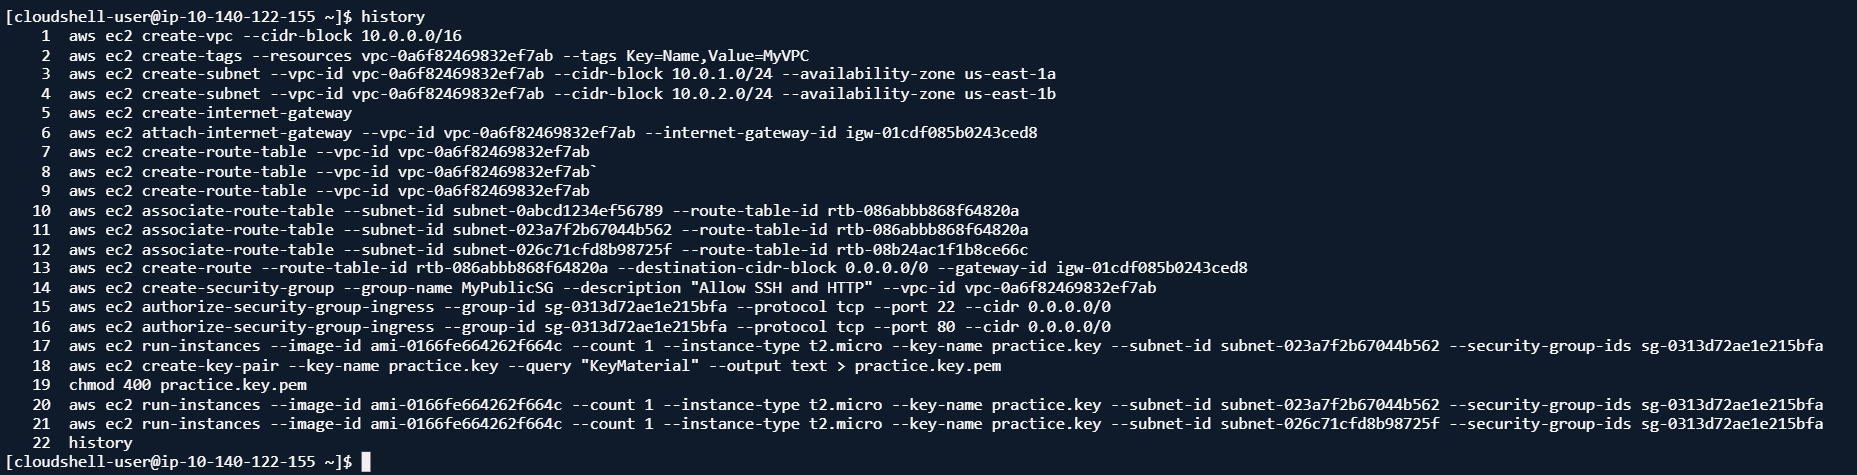 [cloudshell-user@ip-10-140-122-155 ~]$ history
1 aws ec2 create-vpc --cidr-block 10.0.0.0/16
2 aws ec2 create-tags --resources vpc-0a6f82469832ef7ab --tags Key=Name,Value=MyVPC
3 aws ec2 create-subnet --vpc-id vpc-0a6f82469832ef7ab --cidr-block 10.0.1.0/24 --availability-zone us-east-1a
4 aws ec2 create-subnet --vpc-id vpc-0a6f82469832ef7ab --cidr-block 10.0.2.0/24 --availability-zone us-east-1b
5 aws ec2 create-internet-gateway
6 aws ec2 attach-internet-gateway --vpc-id vpc-0a6f82469832ef7ab --internet-gateway-id igw-01cdf085b0243ced8
7 aws ec2 create-route-table --vpc-id vpc-0a6f82469832ef7ab
8 aws ec2 create-route-table --vpc-id vpc-0a6f82469832ef7ab`
9 aws ec2 create-route-table --vpc-id vpc-0a6f82469832ef7ab
10 aws ec2 associate-route-table --subnet-id subnet-0abcd1234ef56789 --route-table-id rtb-086abbb868f64820a
11 aws ec2 associate-route-table --subnet-id subnet-023a7f2b67044b562 --route-table-id rtb-086abbb868f64820a
12 aws ec2 associate-route-table --subnet-id subnet-026c71cfd8b98725f --route-table-id rtb-08b24ac1f1b8ce66c
13 aws ec2 create-route --route-table-id rtb-086abbb868f64820a --destination-cidr-block 0.0.0.0/0 --gateway-id igw-01cdf085b0243ced8
14 aws ec2 create-security-group --group-name MyPublicSG --description "Allow SSH and HTTP" --vpc-id vpc-0a6f82469832ef7ab
15 aws ec2 authorize-security-group-ingress --group-id sg-0313d72ae1e215bfa --protocol tcp --port 22 --cidr 0.0.0.0/0
16 aws ec2 authorize-security-group-ingress --group-id sg-0313d72ae1e215bfa --protocol tcp --port 80 --cidr 0.0.0.0/0
17 aws ec2 run-instances --image-id ami-0166fe664262f664c --count 1 --instance-type t2.micro --key-name practice.key --subnet-id subnet-023a7f2b67044b562 --security-group-ids sg-0313d72ae1e215bfa
18 aws ec2 create-key-pair --key-name practice.key --query "KeyMaterial" --output text > practice.key.pem
19 chmod 400 practice.key.pem
20 aws ec2 run-instances --image-id ami-0166fe664262f664c --count 1 --instance-type t2.micro --key-name practice.key --subnet-id subnet-023a7f2b67044b562 --security-group-ids sg-0313d72ae1e215bfa
21 aws ec2 run-instances --image-id ami-0166fe664262f664c --count 1 --instance-type t2.micro --key-name practice.key --subnet-id subnet-026c71cfd8b98725f --security-group-ids sg-0313d72ae1e215bfa
22 history
[cloudshell-user@ip-10-140-122-155 ~]$